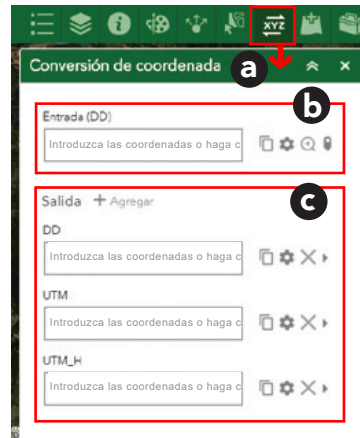 XYZ
Conversión de coordenada a
b
Entrada (DD)
Introduzca las coordenadas o haga c
c
Salida + Agregar
DD
Introduzca las coordenadas o haga c
UTM
Introduzca las coordenadas o haga c
UTM_H
Introduzca las coordenadas o haga c